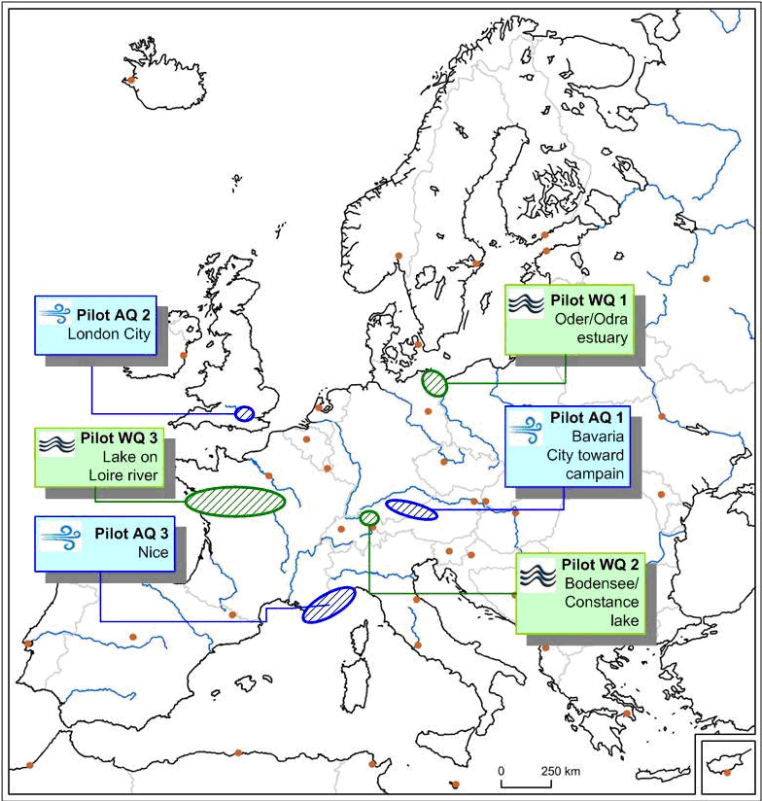 Pilot WQ 1
Oder/Odra
estuary
Pilot AQ 2
London City
Pilot AQ 1
Bavaria
City toward
campain
Pilot WQ 3
Lake on
Loire river
Pilot AQ 3
Nice
Pilot WQ 2
Bodensee/
Constance
lake
0 250 km